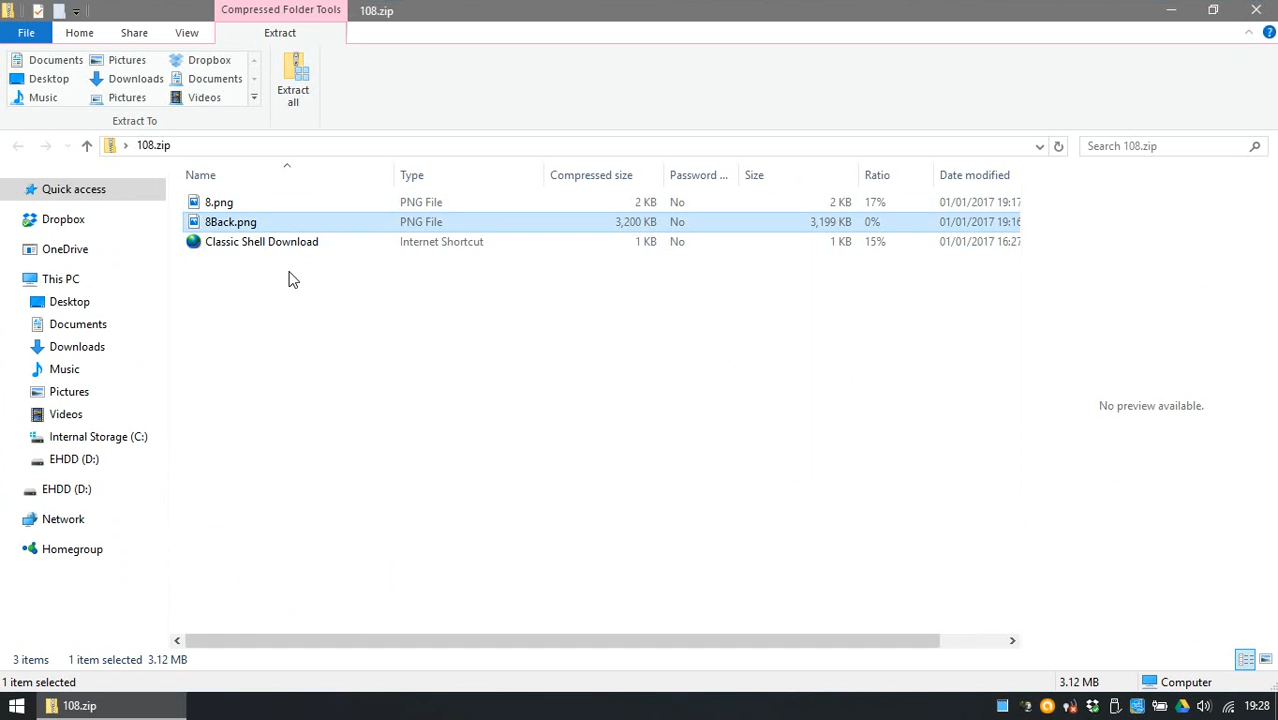 Compressed Folder Tools 108.zip
File Home Share View Extract
Documents Pictures Dropbox
Desktop Downloads Documents
Music Pictures Videos
Extract all
Extract To
108.zip Search 108.zip
Name Type Compressed size Password ... Size Ratio Date modified
8.png PNG File 2 KB No 2 KB 17% 01/01/2017 19:17
8Back.png PNG File 3,200 KB No 3,199 KB 0% 01/01/2017 19:16
Classic Shell Download Internet Shortcut 1 KB No 1 KB 15% 01/01/2017 16:27
Quick access
Dropbox
OneDrive
This PC
Desktop
Documents
Downloads
Music
Pictures
Videos
Internal Storage (C:)
EHDD (D:)
EHDD (D:)
Network
Homegroup
No preview available.
3 items 1 item selected 3.12 MB
1 item selected 3.12 MB Computer
108.zip 19:28